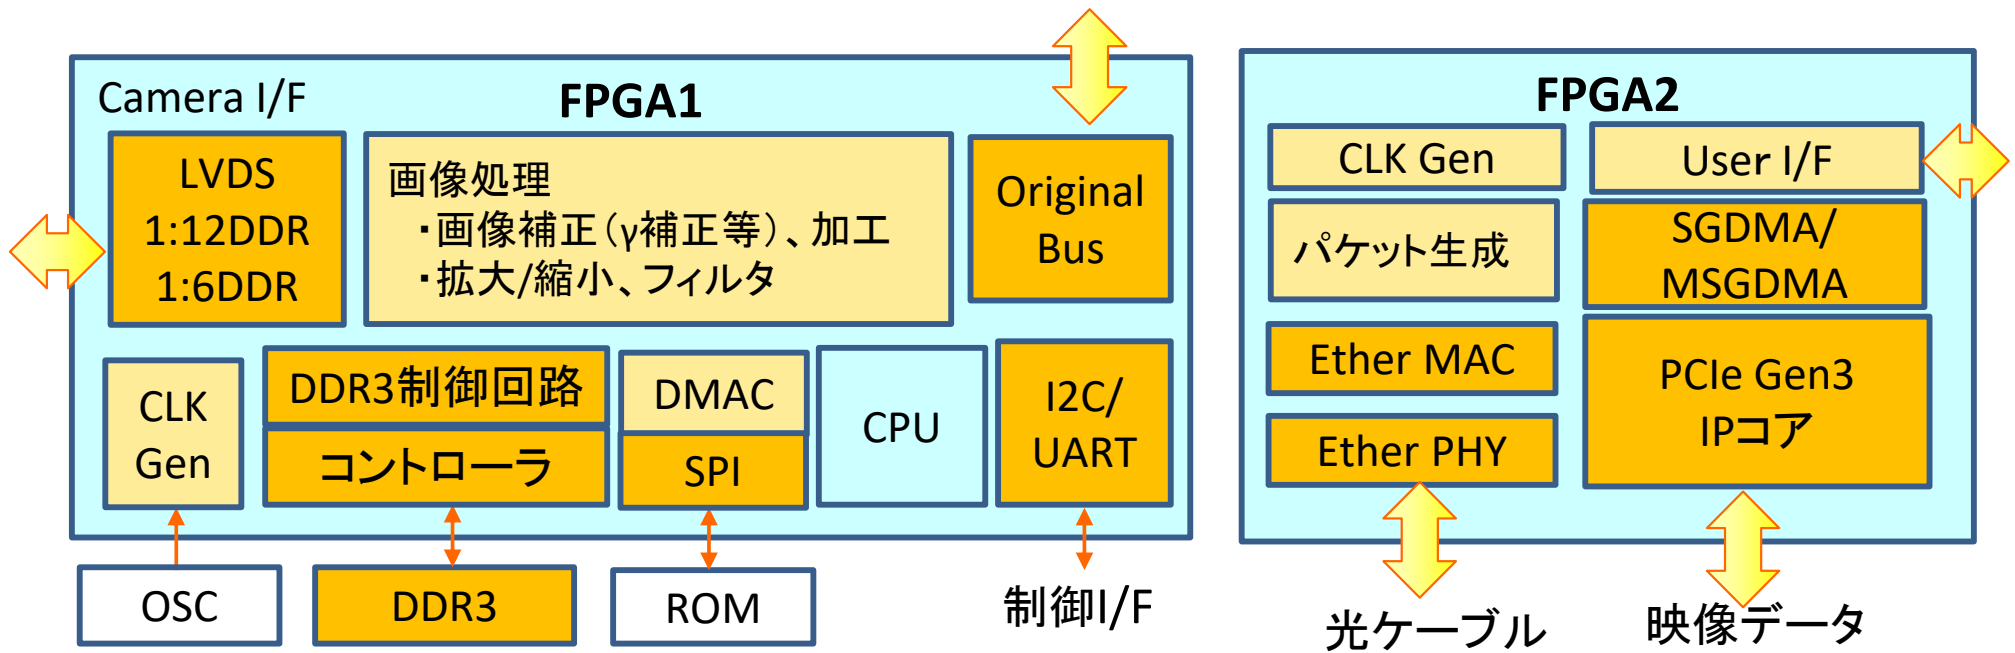 Camera I/F
FPGA1
LVDS
1:12DDR
1:6DDR
画像処理
・画像補正(γ補正等)、加工
・拡大/縮小、フィルタ
Original
Bus
CLK
Gen
DDR3制御回路
コントローラ
DMAC
SPI
CPU
I2C/
UART
OSC
DDR3
ROM
制御I/F
FPGA2
CLK Gen
User I/F
パケット生成
SGDMA/
MSGDMA
Ether MAC
Ether PHY
PCIe Gen3
IPコア
光ケーブル
映像データ